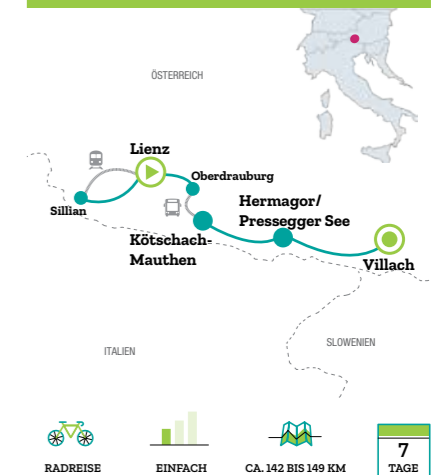 ÖSTERREICH
Lienz
Oberdrauburg
Sillian
Hermagor/
Pressegger See
Kötschach-
Mauthen
Villach
ITALIEN
SLOWENIEN
RADREISE
EINFACH
CA. 142 BIS 149 KM
7
TAGE